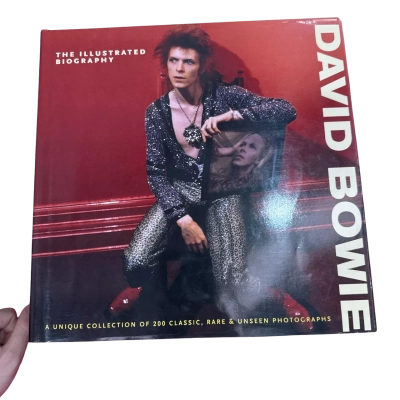 THE ILLUSTRATED
BIOGRAPHY
DAVID BOWIE
A UNIQUE COLLECTION OF 200 CLASSIC, RARE & UNSEEN PHOTOGRAPHS